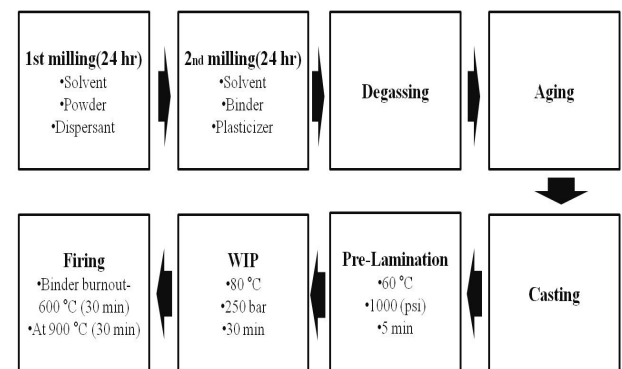 1st milling(24 hr)
•Solvent
•Powder
•Dispersant
2nd milling(24 hr)
•Solvent
•Binder
•Plasticizer
Degassing
Aging
Firing
•Binder burnout-
600 °C (30 min)
•At 900 °C (30 min)
WIP
•80 °C
•250 bar
•30 min
Pre-Lamination
•60 °C
•1000 (psi)
•5 min
Casting